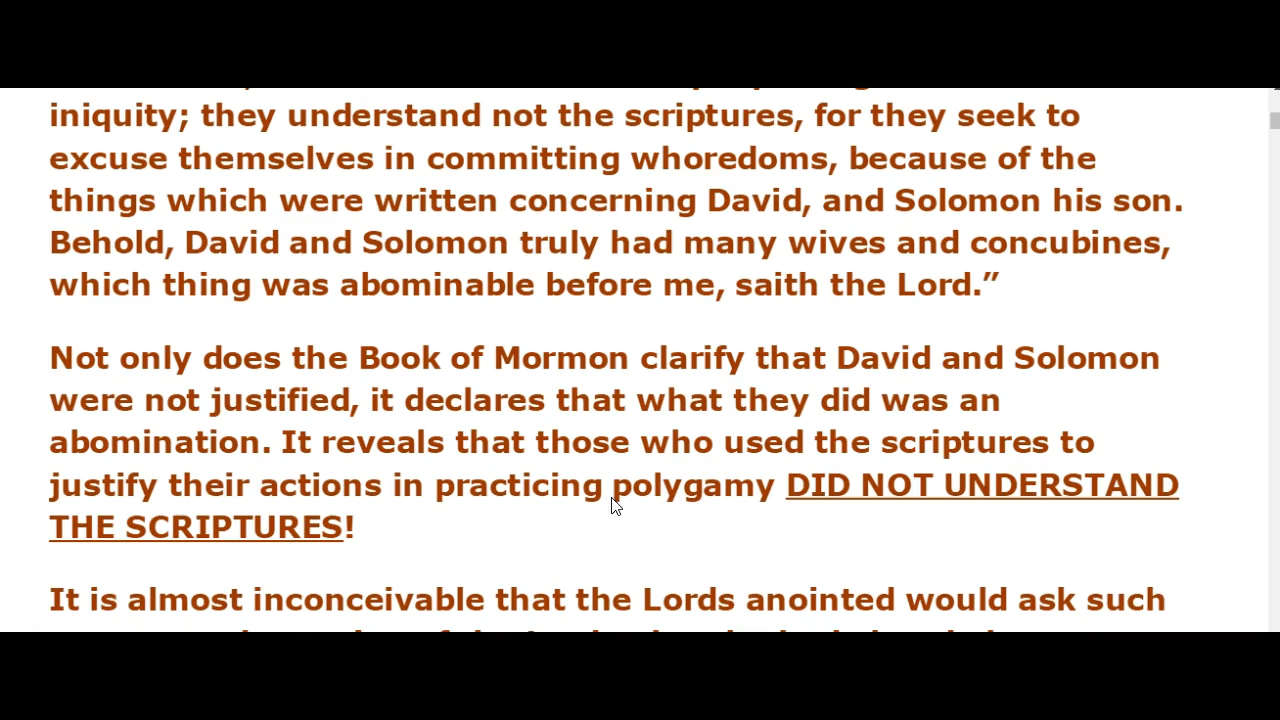 iniquity; they understand not the scriptures, for they seek to
excuse themselves in committing whoredoms, because of the
things which were written concerning David, and Solomon his son.
Behold, David and Solomon truly had many wives and concubines,
which thing was abominable before me, saith the Lord.”
Not only does the Book of Mormon clarify that David and Solomon
were not justified, it declares that what they did was an
abomination. It reveals that those who used the scriptures to
justify their actions in practicing polygamy DID NOT UNDERSTAND
THE SCRIPTURES!
It is almost inconceivable that the Lords anointed would ask such